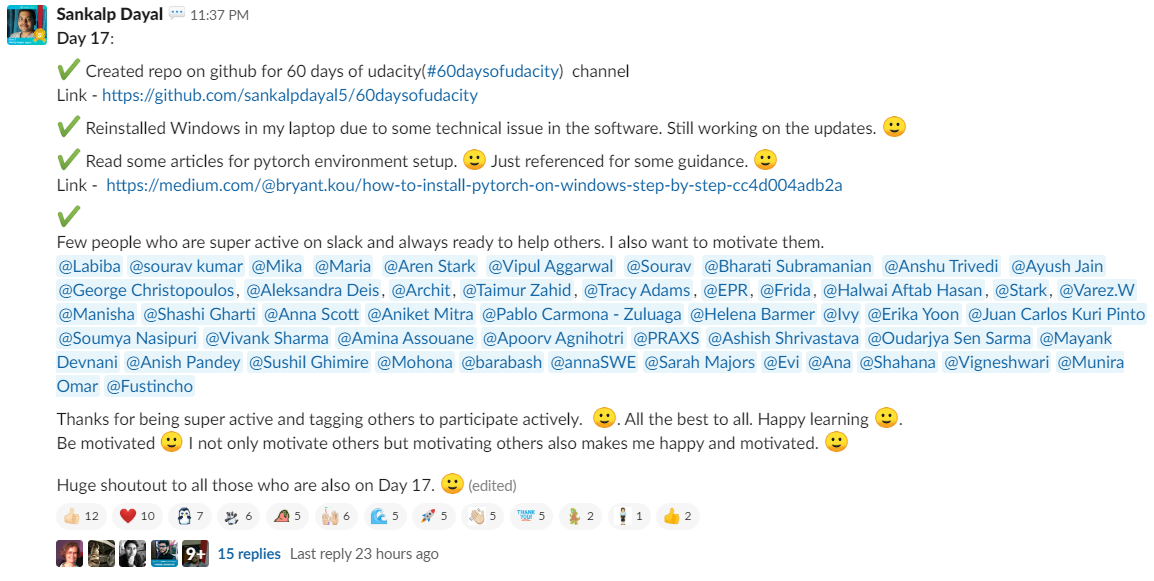 Sankalp Dayal 11:37 PM
Day 17:
Created repo on github for 60 days of udacity(#60daysofudacity) channel
Link - https://github.com/sankalpdayal5/60daysofudacity
Reinstalled Windows in my laptop due to some technical issue in the software. Still working on the updates.
Read some articles for pytorch environment setup. Just referenced for some guidance.
Link - https://medium.com/@bryant.kou/how-to-install-pytorch-on-windows-step-by-step-cc4d004adb2a
Few people who are super active on slack and always ready to help others. I also want to motivate them.
@Labiba @sourav kumar @Mika @Maria @Aren Stark @Vipul Aggarwal @Sourav @Bharati Subramanian @Anshu Trivedi @Ayush Jain
@George Christopoulos, @Aleksandra Deis, @Archit, @Taimur Zahid, @Tracy Adams, @EPR, @Frida, @Halwai Aftab Hasan, @Stark, @Varez.W
@Manisha @Shashi Gharti @Anna Scott @Aniket Mitra @Pablo Carmona - Zuluaga @Helena Barmer @Ivy @Erika Yoon @Juan Carlos Kuri Pinto
@Soumya Nasipuri @Vivank Sharma @Amina Assouane @Apoorv Agnihotri @PRAXS @Ashish Shrivastava @Oudarjya Sen Sarma @Mayank
Devnani @Anish Pandey @Sushil Ghimire @Mohona @barabash @annaSWE @Sarah Majors @Evi @Ana @Shahana @Vigneshwari @Munira
Omar @Fustincho
Thanks for being super active and tagging others to participate actively. . All the best to all. Happy learning .
Be motivated I not only motivate others but motivating others also makes me happy and motivated.
Huge shoutout to all those who are also on Day 17. (edited)
12 10 7 6 5 6 5 5 5 THANK YOU! 5 2 1 2
9+ 15 replies Last reply 23 hours ago